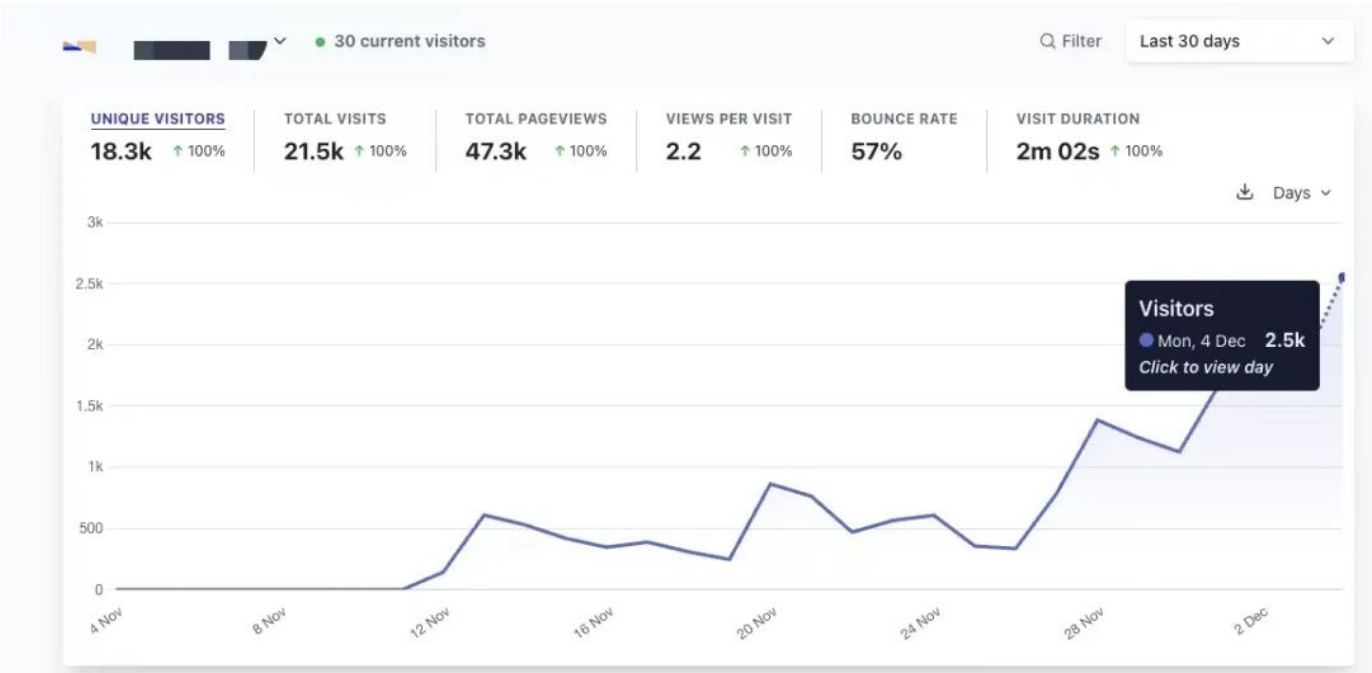 30 current visitors
Filter
Last 30 days
UNIQUE VISITORS
18.3k ↑ 100%
TOTAL VISITS
21.5k ↑ 100%
TOTAL PAGEVIEWS
47.3k ↑ 100%
VIEWS PER VISIT
2.2 ↑ 100%
BOUNCE RATE
57%
VISIT DURATION
2m 02s ↑ 100%
Days
3k
2.5k
2k
1.5k
1k
500
0
Visitors
Mon, 4 Dec 2.5k
Click to view day
4 Nov
8 Nov
12 Nov
16 Nov
20 Nov
24 Nov
28 Nov
2 Dec